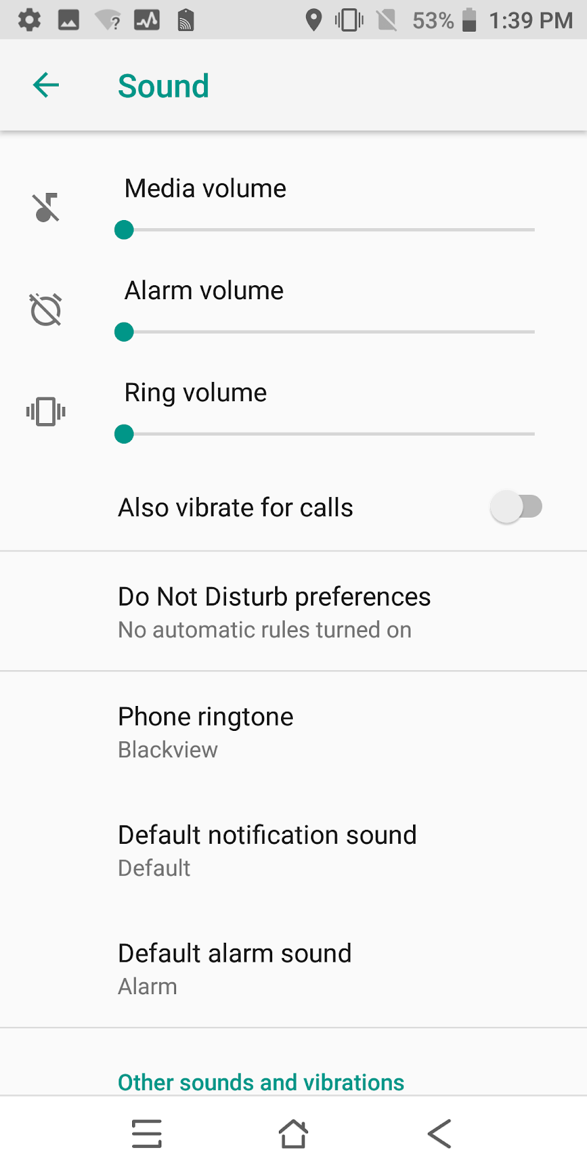 53% 1:39 PM
Sound
Media volume
Alarm volume
Ring volume
Also vibrate for calls
Do Not Disturb preferences
No automatic rules turned on
Phone ringtone
Blackview
Default notification sound
Default
Default alarm sound
Alarm
Other sounds and vibrations